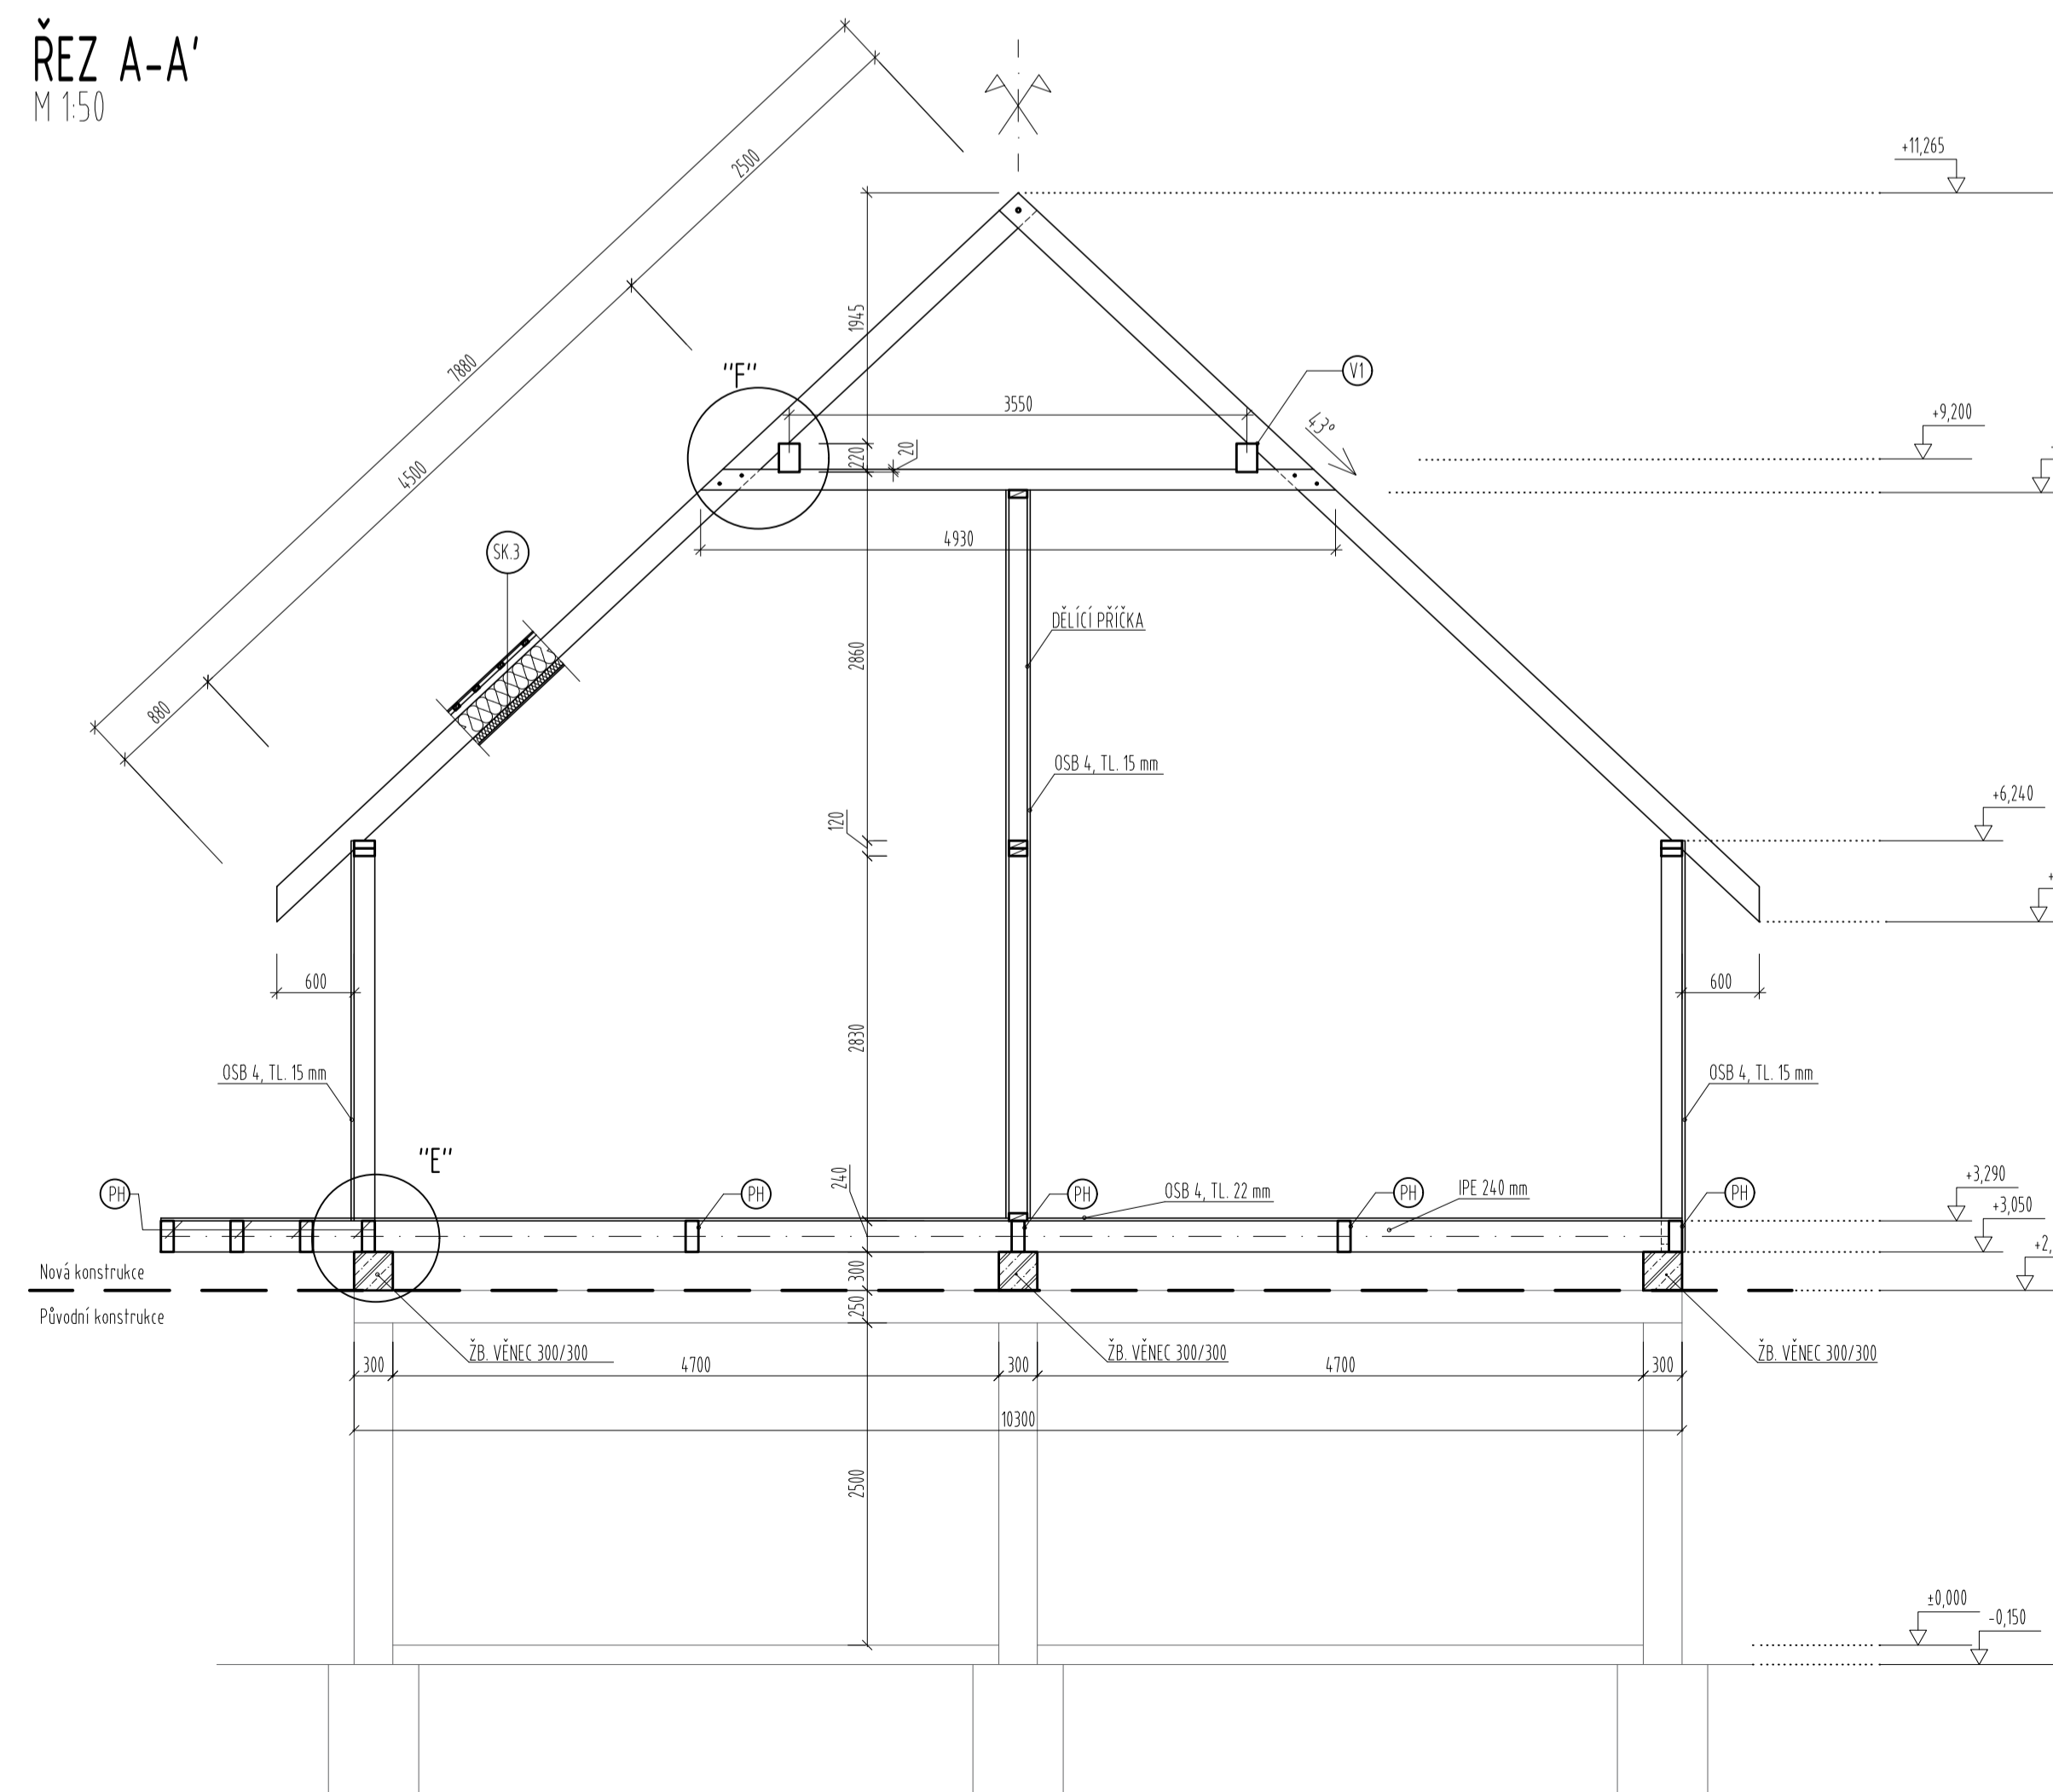 ŘEZ A-A'
M 1:50
+11,265
2500
1945
7880
"F"
V1
3550
43°
+9,200
220
20
4500
4930
SK.3
DĚLÍCÍ PŘÍČKA
2860
880
OSB 4, TL. 15 mm
+6,240
120
600
600
2830
OSB 4, TL. 15 mm
OSB 4, TL. 15 mm
"E"
240
PH
PH
PH
OSB 4, TL. 22 mm
PH
IPE 240 mm
PH
+3,290
+3,050
+2,
Nová konstrukce
300
Původní konstrukce
250
ŽB. VĚNEC 300/300
ŽB. VĚNEC 300/300
ŽB. VĚNEC 300/300
300
4700
300
4700
300
10300
2500
±0,000
-0,150